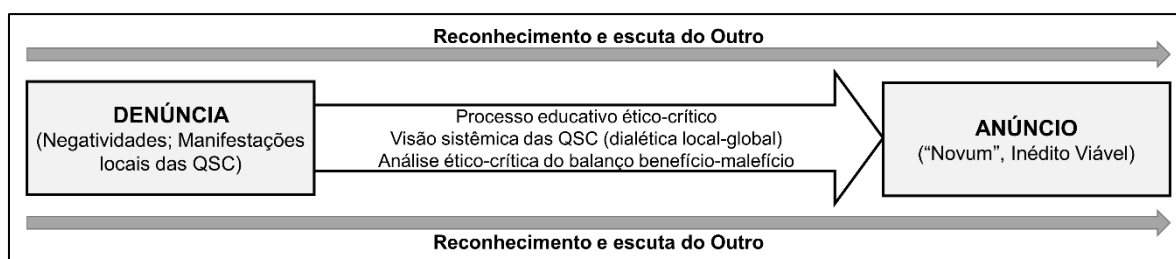 Reconhecimento e escuta do Outro
DENÚNCIA
(Negatividades; Manifestações
locais das QSC)
Processo educativo ético-crítico
Visão sistêmica das QSC (dialética local-global)
Análise ético-crítica do balanço benefício-malefício
ANÚNCIO
(“Novum”, Inédito Viável)
Reconhecimento e escuta do Outro